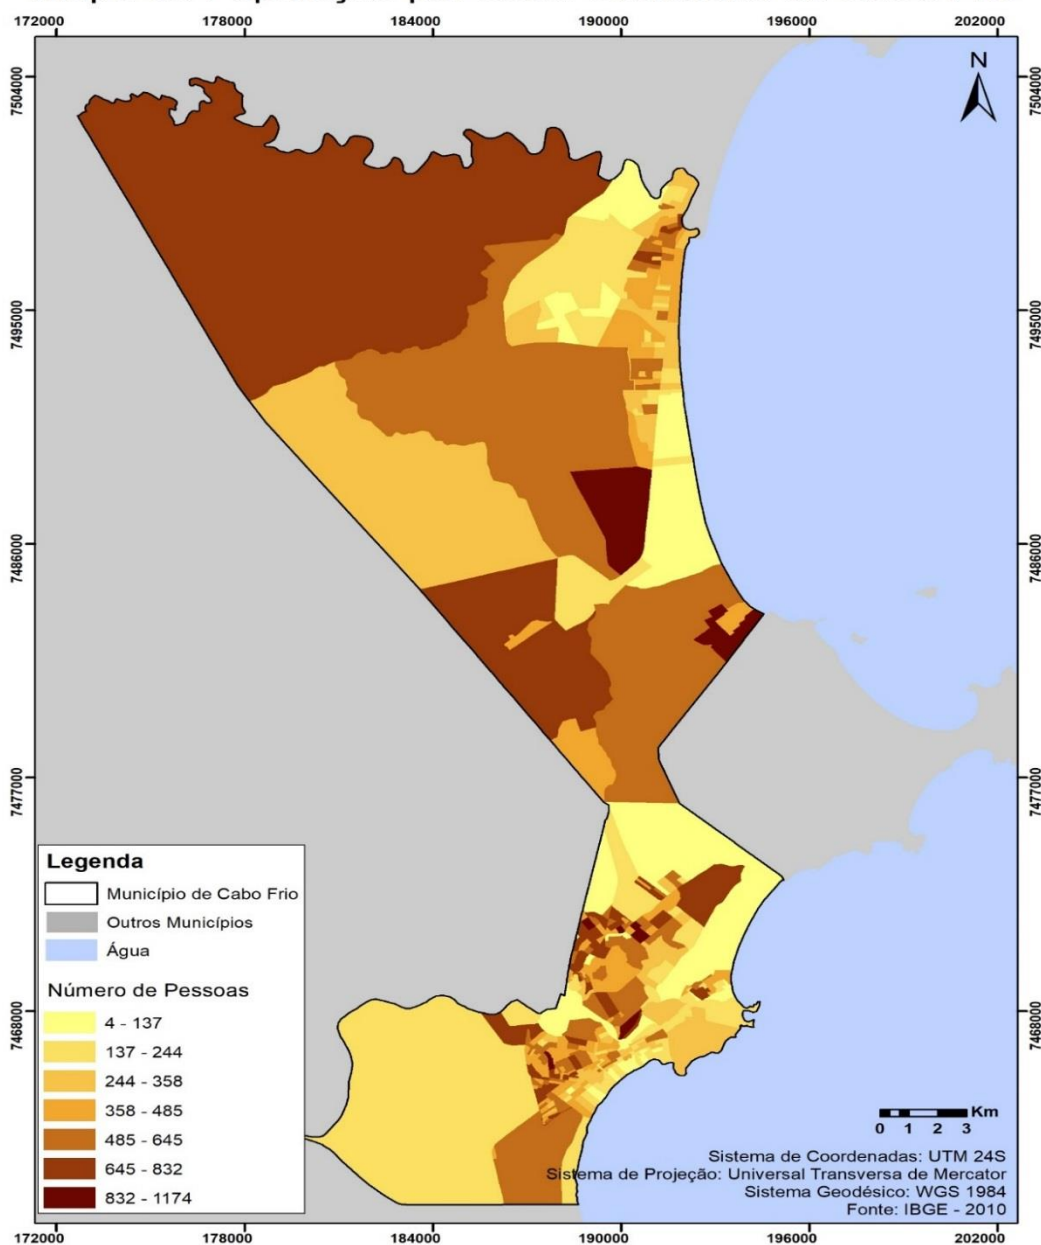 172000 178000 184000 190000 196000 202000
N
7504000 7504000
7495000 7495000
7486000 7486000
7477000 7477000
7468000 7468000
Legenda
Município de Cabo Frio
Outros Municípios
Água
Número de Pessoas
4 - 137
137 - 244
244 - 358
358 - 485
485 - 645
645 - 832
832 - 1174
Km
0 1 2 3
Sistema de Coordenadas: UTM 24S
Sistema de Projeção: Universal Transversa de Mercator
Sistema Geodésico: WGS 1984
Fonte: IBGE - 2010
172000 178000 184000 190000 196000 202000